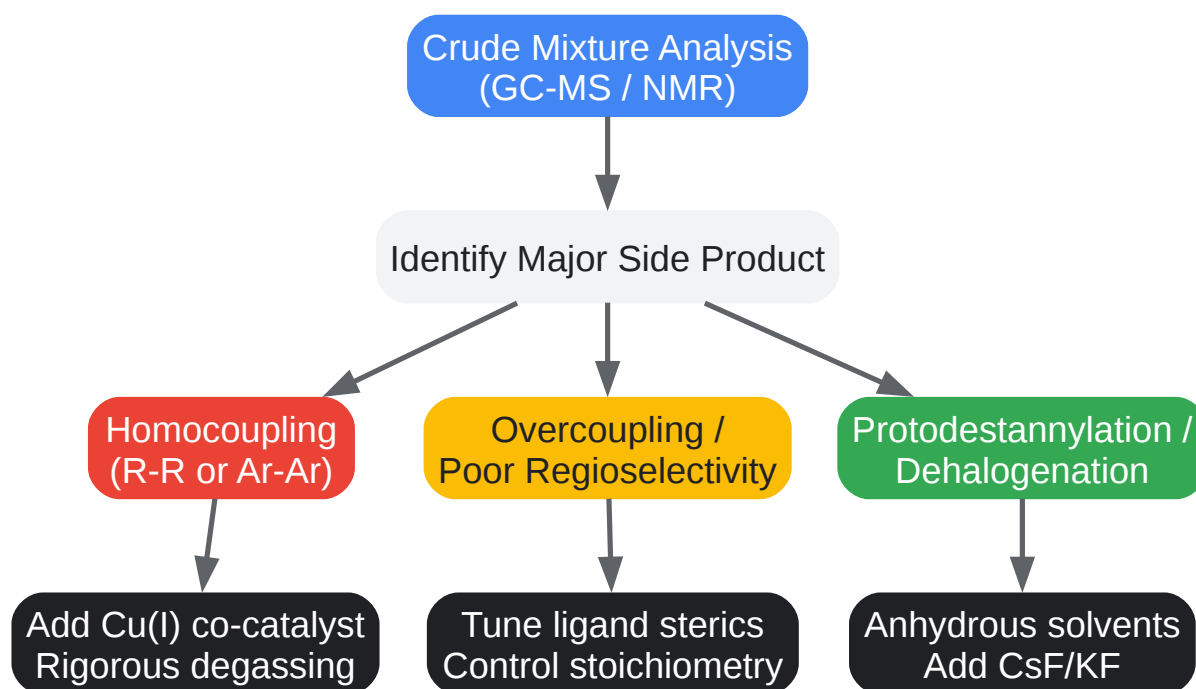 Crude Mixture Analysis
(GC-MS / NMR)
Identify Major Side Product
Homocoupling
(R-R or Ar-Ar)
Overcoupling /
Poor Regioselectivity
Protodestannylation /
Dehalogenation
Add Cu(I) co-catalyst
Rigorous degassing
Tune ligand sterics
Control stoichiometry
Anhydrous solvents
Add CsF/KF